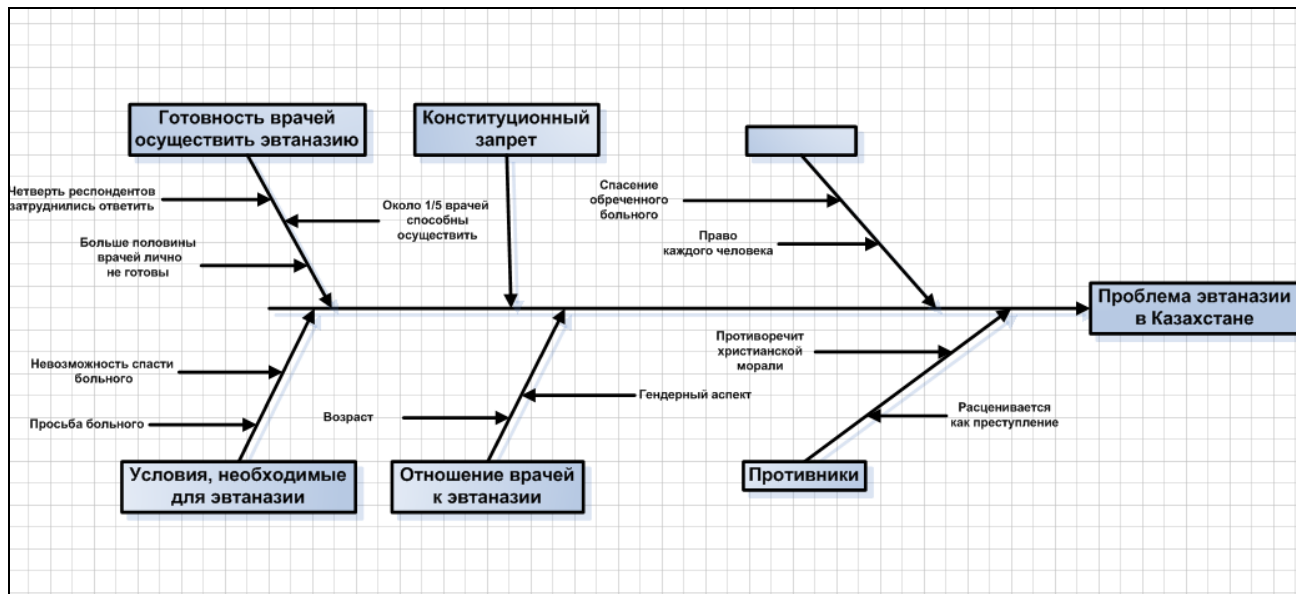 Готовность врачей
осуществить эвтаназию
Конституционный
запрет
Четверть респондентов
затруднились ответить
Около 1/5 врачей
способны
осуществить
Больше половины
врачей лично
не готовы
Спасение
обреченного
больного
Право
каждого человека
Проблема эвтаназии
в Казахстане
Невозможность спасти
больного
Просьба больного
Возраст
Гендерный аспект
Противоречит
христианской
морали
Расценивается
как преступление
Условия, необходимые
для эвтаназии
Отношение врачей
к эвтаназии
Противники